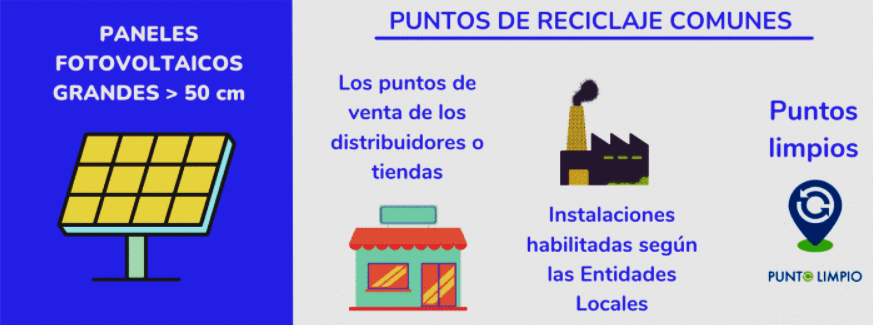 PANELES
FOTOVOLTAICOS
GRANDES > 50 cm
PUNTOS DE RECICLAJE COMUNES
Los puntos de
venta de los
distribuidores o
tiendas
Instalaciones
habilitadas según
las Entidades
Locales
Puntos
limpios
PUNTO LIMPIO